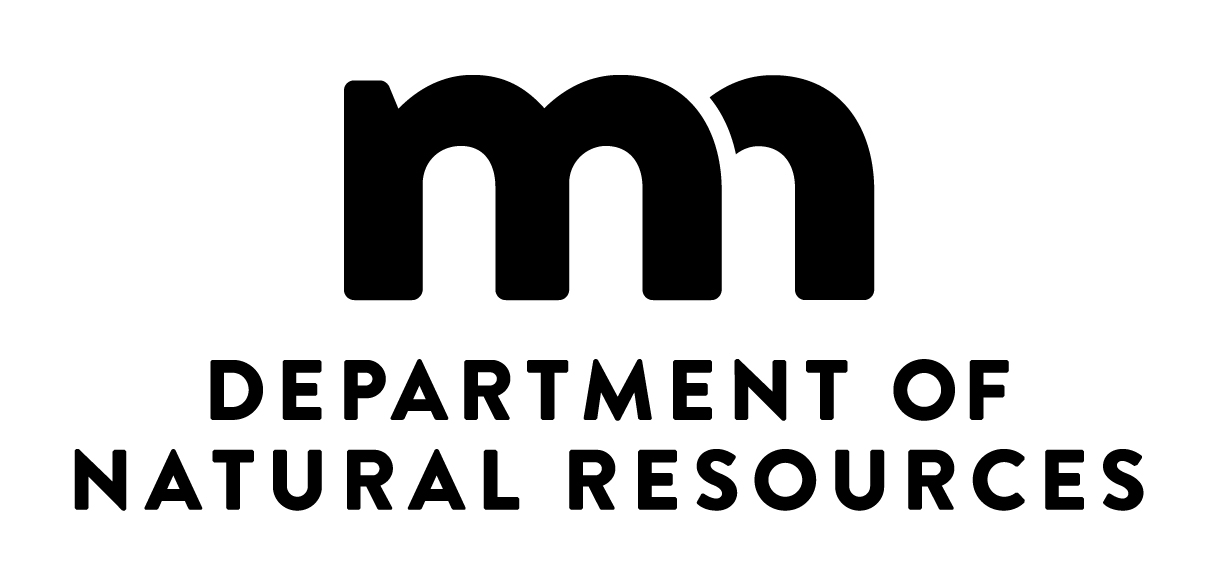 mn
DEPARTMENT OF
NATURAL RESOURCES